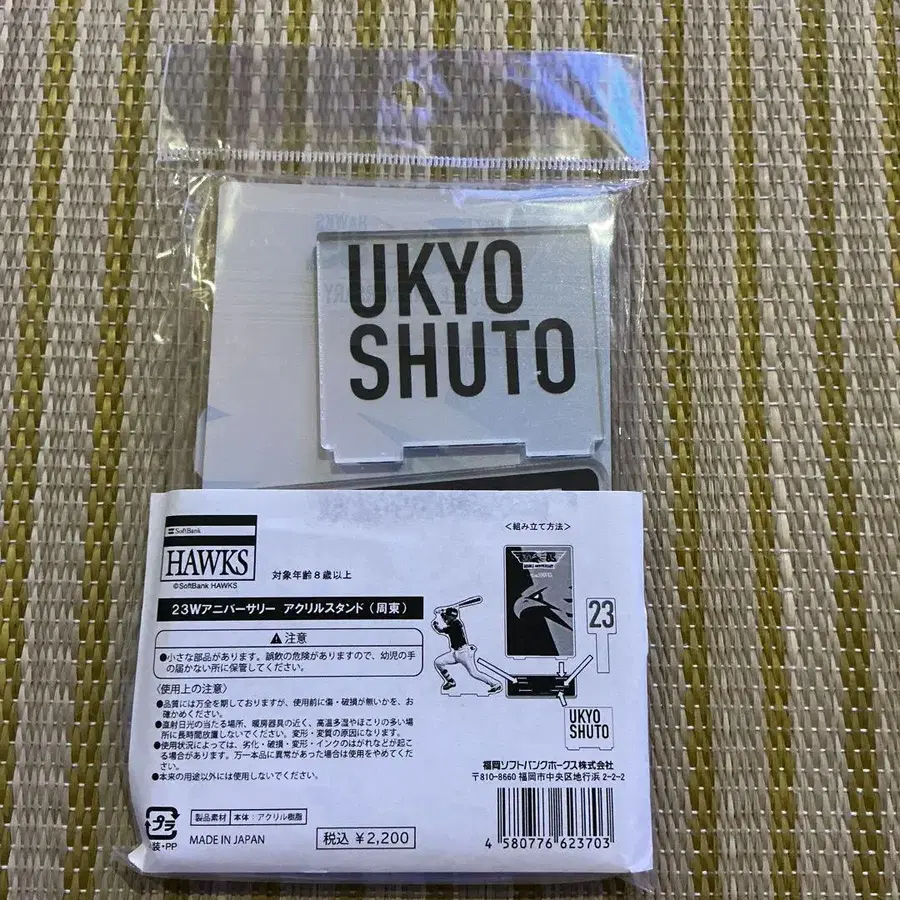 HAWKS
UKYO
SHUTO
SoftBank
HAWKS
©SoftBank HAWKS
対象年齢8歳以上
23Wアニバーサリー アクリルスタンド(周東)
⚠注意
●小さな部品があります。誤飲の危険がありますので、幼児の手
の届かない所に保管してください。
〈使用上の注意〉
●品質には万全を期しておりますが、使用前に傷・破損が無いかを、お
確かめください。
●直射日光の当たる場所、暖房器具の近く、高温多湿やほこりの多い場
所に長時間放置しないでください。変形・変質の原因になります。
●使用状況によっては、劣化・破損・変形・インクのはがれなどが起こ
る場合があります。万一本品に異常があった場合は使用をやめてくだ
さい。
●本来の用途以外には使用しないでください。
プラ
装・PP
製品素材 本体:アクリル樹脂
MADE IN JAPAN
税込 ¥2,200
<組み立て方法>
23
UKYO
SHUTO
福岡ソフトバンクホークス株式会社
〒810-8660 福岡市中央区地行浜 2-2-2
4 580776 623703